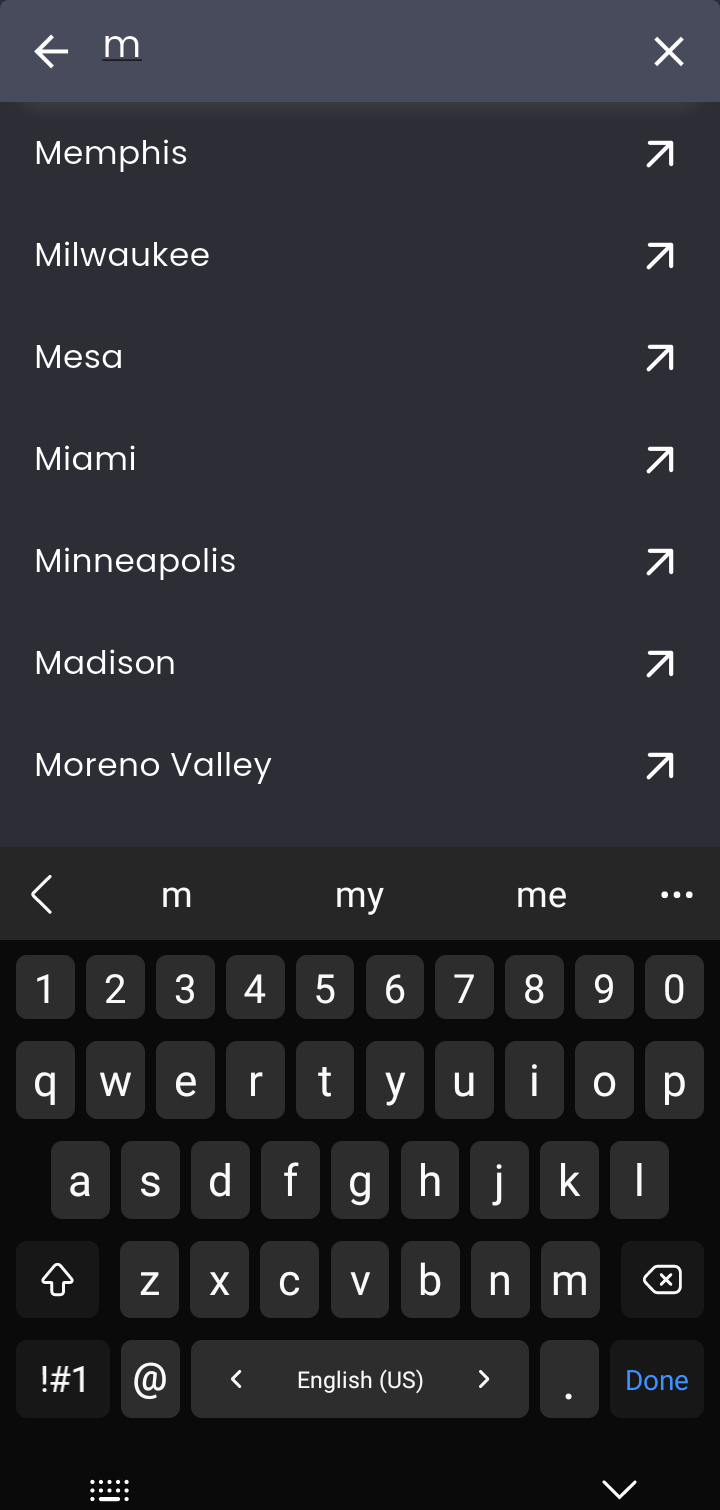 m
Memphis
Milwaukee
Mesa
Miami
Minneapolis
Madison
Moreno Valley
m my me
1 2 3 4 5 6 7 8 9 0
q w e r t y u i o p
a s d f g h j k l
z x c v b n m
!#1 @ English (US) . Done